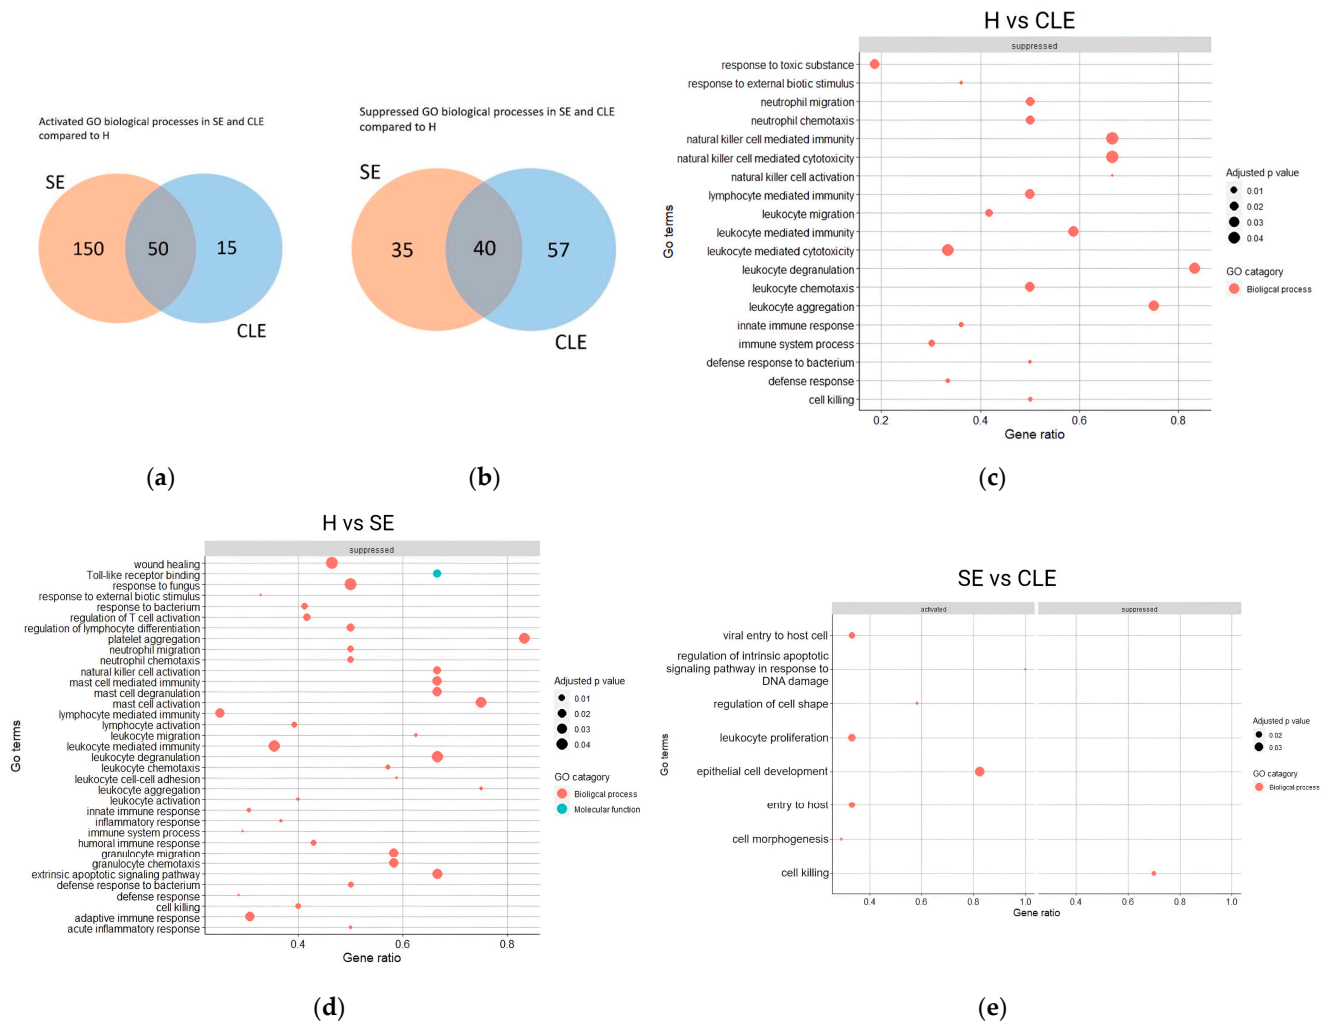 Activated GO biological processes in SE and CLE
compared to H
SE
150
50
15
CLE
(a)
Suppressed GO biological processes in SE and CLE
compared to H
SE
35
40
57
CLE
(b)
H vs CLE
suppressed
response to toxic substance
response to external biotic stimulus
neutrophil migration
neutrophil chemotaxis
natural killer cell mediated immunity
natural killer cell mediated cytotoxicity
natural killer cell activation
lymphocyte mediated immunity
leukocyte migration
leukocyte mediated immunity
leukocyte mediated cytotoxicity
leukocyte degranulation
leukocyte chemotaxis
leukocyte aggregation
innate immune response
immune system process
defense response to bacterium
defense response
cell killing
Go terms
0.2 0.4 0.6 0.8
Gene ratio
Adjusted p value
0.01
0.02
0.03
0.04
GO catagory
Bioligcal process
(c)
H vs SE
suppressed
wound healing
Toll-like receptor binding
response to fungus
response to external biotic stimulus
response to bacterium
regulation of T cell activation
regulation of lymphocyte differentiation
platelet aggregation
neutrophil migration
neutrophil chemotaxis
natural killer cell activation
mast cell mediated immunity
mast cell degranulation
mast cell activation
lymphocyte mediated immunity
lymphocyte activation
leukocyte migration
leukocyte mediated immunity
leukocyte degranulation
leukocyte chemotaxis
leukocyte cell-cell adhesion
leukocyte aggregation
leukocyte activation
innate immune response
inflammatory response
immune system process
humoral immune response
granulocyte migration
granulocyte chemotaxis
extrinsic apoptotic signaling pathway
defense response to bacterium
defense response
cell killing
adaptive immune response
acute inflammatory response
Go terms
0.4 0.6 0.8
Gene ratio
Adjusted p value
0.01
0.02
0.03
0.04
GO catagory
Bioligcal process
Molecular function
(d)
SE vs CLE
activated
suppressed
viral entry to host cell
regulation of intrinsic apoptotic
signaling pathway in response to
DNA damage
regulation of cell shape
leukocyte proliferation
epithelial cell development
entry to host
cell morphogenesis
cell killing
Go terms
0.4 0.6 0.8 1.0 0.4 0.6 0.8 1.0
Gene ratio
Adjusted p value
0.02
0.03
GO catagory
Bioligcal process
(e)